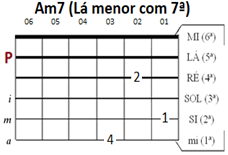 Am7 (Lá menor com 7ª)
06 05 04 03 02 01
MI (6ª)
P LÁ (5ª)
2 RÉ (4ª)
i SOL (3ª)
m 1 SI (2ª)
a 4 mi (1ª)